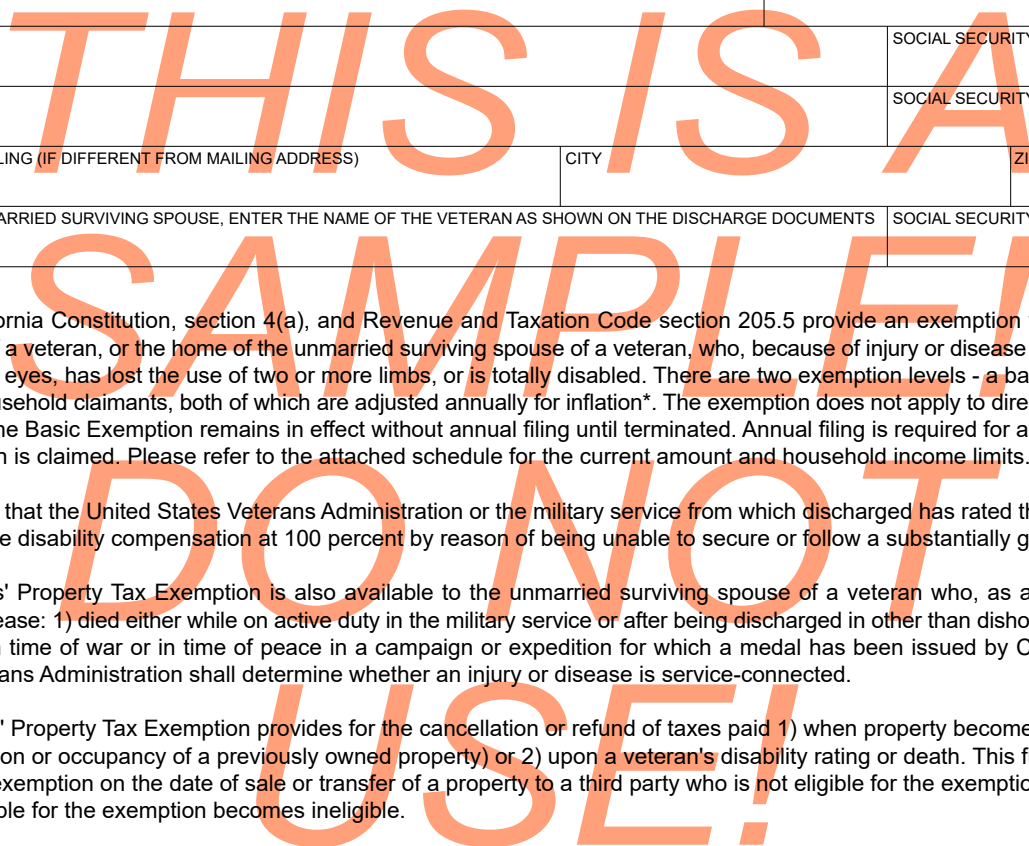 SOCIAL SECURITY
SOCIAL SECURITY
LING (IF DIFFERENT FROM MAILING ADDRESS) CITY ZI
ARRIED SURVIVING SPOUSE, ENTER THE NAME OF THE VETERAN AS SHOWN ON THE DISCHARGE DOCUMENTS SOCIAL SECURITY
ornia Constitution, section 4(a), and Revenue and Taxation Code section 205.5 provide an exemption
a veteran, or the home of the unmarried surviving spouse of a veteran, who, because of injury or disease
eyes, has lost the use of two or more limbs, or is totally disabled. There are two exemption levels - a ba
usehold claimants, both of which are adjusted annually for inflation*. The exemption does not apply to dire
he Basic Exemption remains in effect without annual filing until terminated. Annual filing is required for a
n is claimed. Please refer to the attached schedule for the current amount and household income limits.
that the United States Veterans Administration or the military service from which discharged has rated th
e disability compensation at 100 percent by reason of being unable to secure or follow a substantially g
s' Property Tax Exemption is also available to the unmarried surviving spouse of a veteran who, as a
ease: 1) died either while on active duty in the military service or after being discharged in other than disho
time of war or in time of peace in a campaign or expedition for which a medal has been issued by C
ans Administration shall determine whether an injury or disease is service-connected.
' Property Tax Exemption provides for the cancellation or refund of taxes paid 1) when property become
on or occupancy of a previously owned property) or 2) upon a veteran's disability rating or death. This f
exemption on the date of sale or transfer of a property to a third party who is not eligible for the exemptio
ble for the exemption becomes ineligible.
THIS IS A
SAMPLE!
DO NOT
USE!